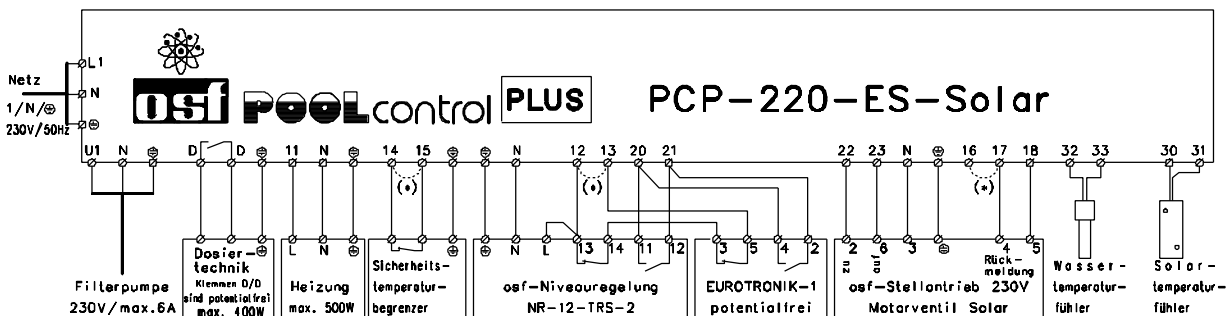 L1
Netz
N
1/N/⏚
230V/50Hz
osf POOL control PLUS PCP-220-ES-Solar
U1 N ⏚ D D ⏚ 11 N ⏚ 14 15 ⏚ ⏚ N 12 13 20 21 22 23 N ⏚ 16 17 18 32 33 30 31
(•) (•) (*)
⏚ L N ⏚ ⏚ ⏚ N L 13 14 11 12 3 5 4 2 2 6 3 ⏚ 4 5
zu auf
Filterpumpe
230V/max.6A
Dosier-
technik
Klemmen D/D
sind potentialfrei
max. 400W
Heizung
max. 500W
Sicherheits-
temperatur-
begrenzer
osf-Niveauregelung
NR-12-TRS-2
EUROTRONIK-1
potentialfrei
Rück-
meldung
osf-Stellantrieb 230V
Motorventil Solar
Wasser-
temperatur-
fühler
Solar-
temperatur-
fühler